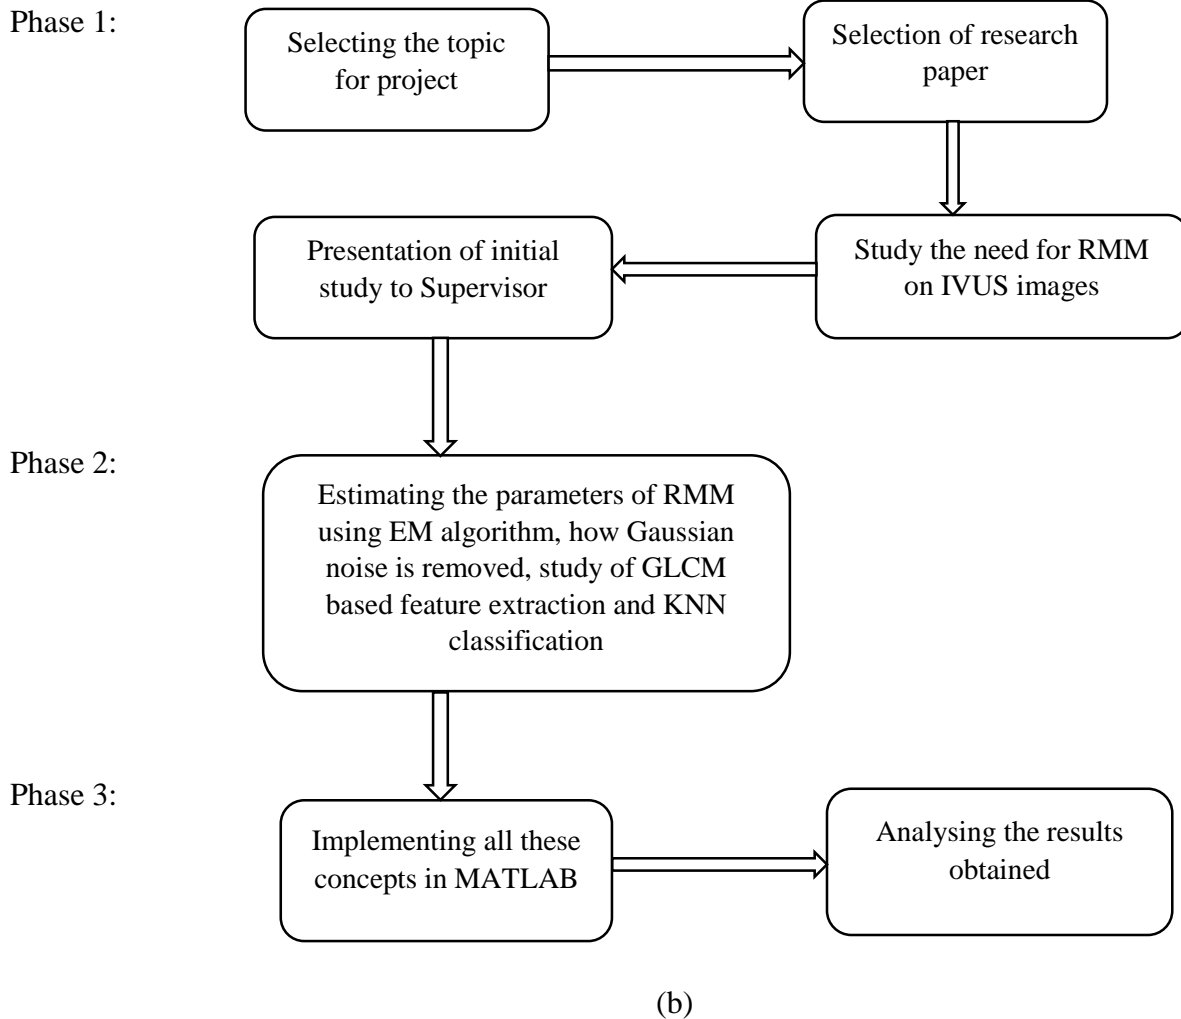 Phase 1:
Selecting the topic
for project
Selection of research
paper
Study the need for RMM
on IVUS images
Presentation of initial
study to Supervisor
Phase 2:
Estimating the parameters of RMM
using EM algorithm, how Gaussian
noise is removed, study of GLCM
based feature extraction and KNN
classification
Phase 3:
Implementing all these
concepts in MATLAB
Analysing the results
obtained
(b)